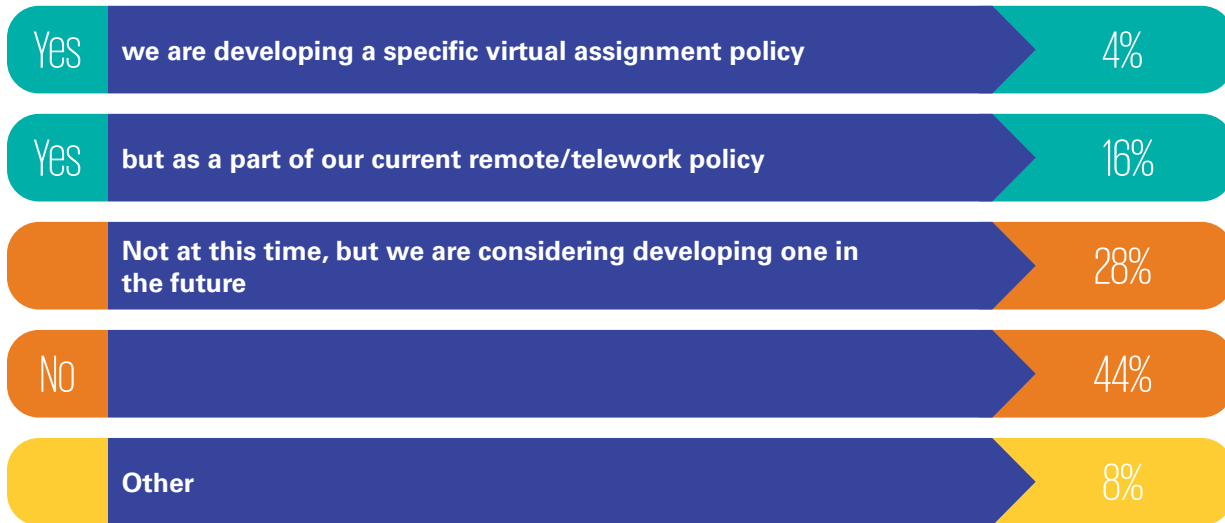 Yes we are developing a specific virtual assignment policy 4%
Yes but as a part of our current remote/telework policy 16%
Not at this time, but we are considering developing one in
the future 28%
No 44%
Other 8%